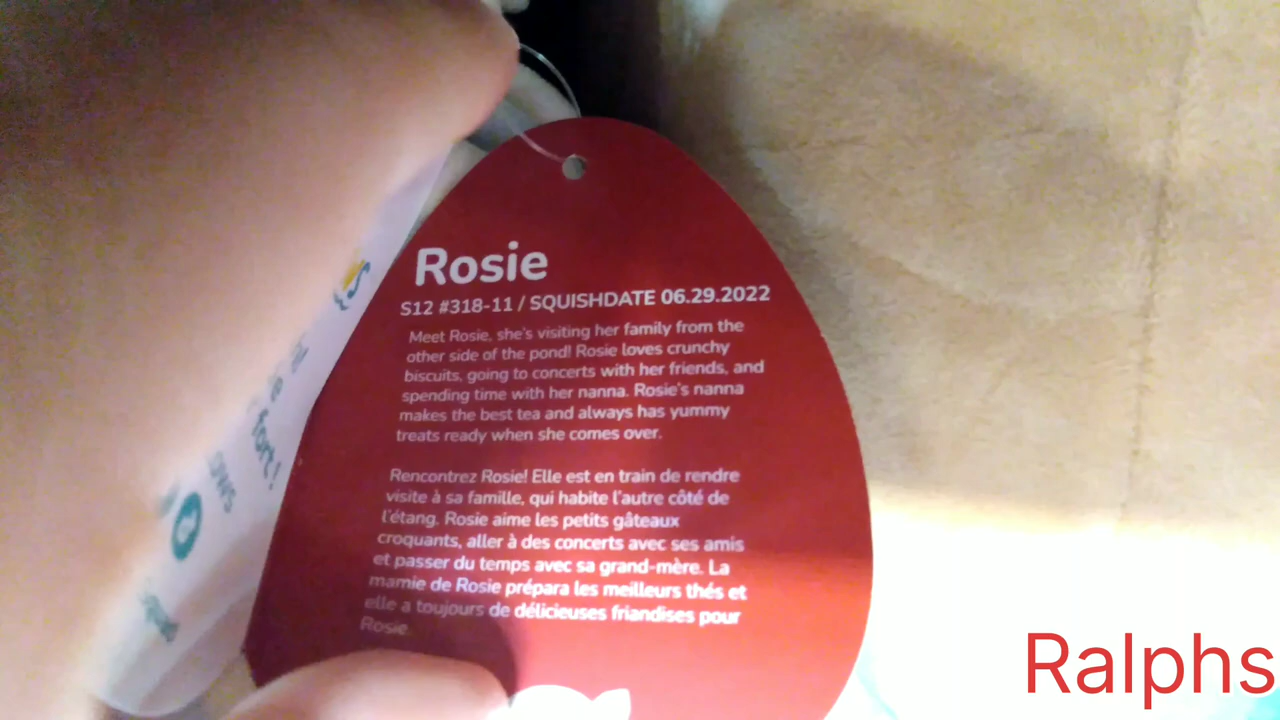 Rosie
S12 #318-11 / SQUISHDATE 06.29.2022
Meet Rosie, she's visiting her family from the
other side of the pond! Rosie loves crunchy
biscuits, going to concerts with her friends, and
spending time with her nanna. Rosie's nanna
makes the best tea and always has yummy
treats ready when she comes over.
Rencontrez Rosie! Elle est en train de rendre
visite à sa famille, qui habite l'autre côté de
l'étang. Rosie aime les petits gâteaux
croquants, aller à des concerts avec ses amis
et passer du temps avec sa grand-mère. La
mamie de Rosie prépara les meilleurs thés et
elle a toujours de délicieuses friandises pour
Rosie.
fort!
Ralphs